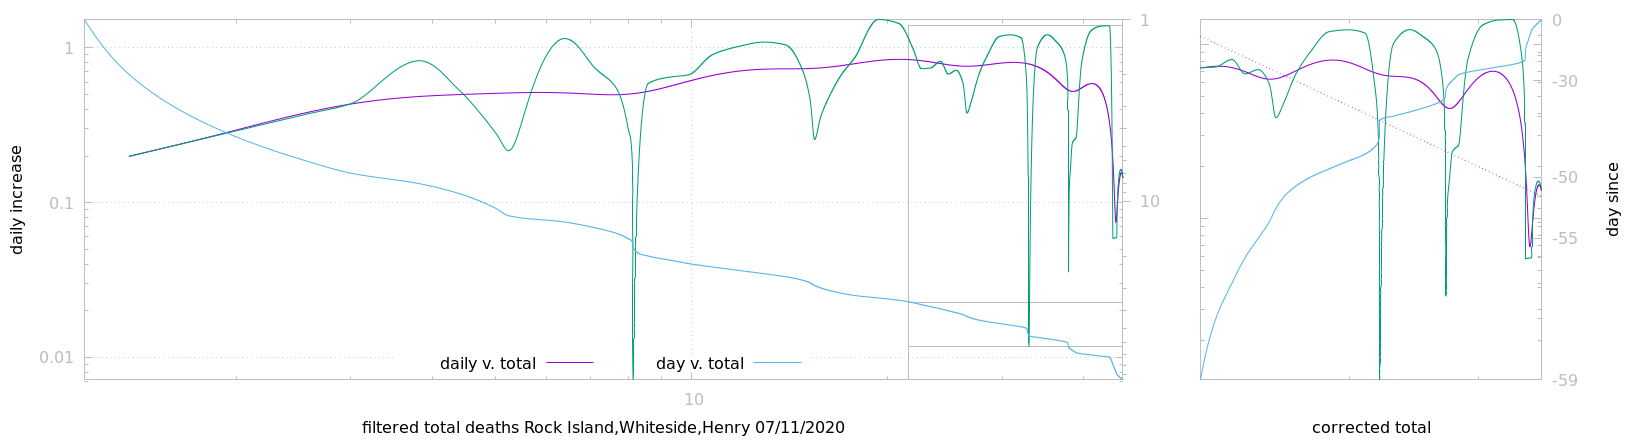 1
0.1
0.01
daily increase
daily v. total
day v. total
10
filtered total deaths Rock Island,Whiteside,Henry 07/11/2020
1
10
0
-30
-50
-55
-59
day since
corrected total